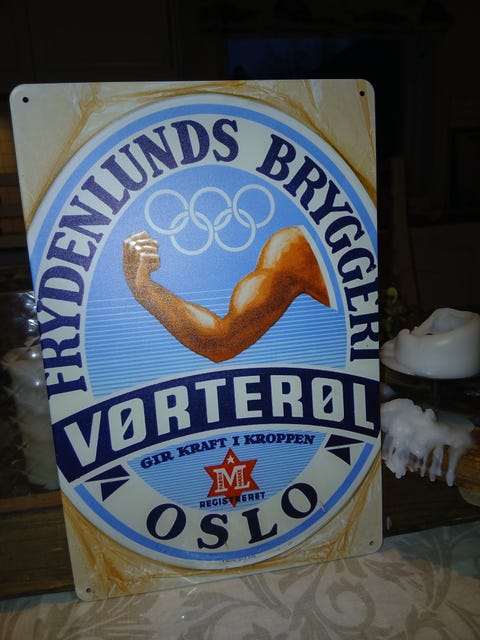 FRYDENLUNDS BRYGGERI
VØRTERØL
GIR KRAFT I KROPPEN
M
REGISTRERET
OSLO